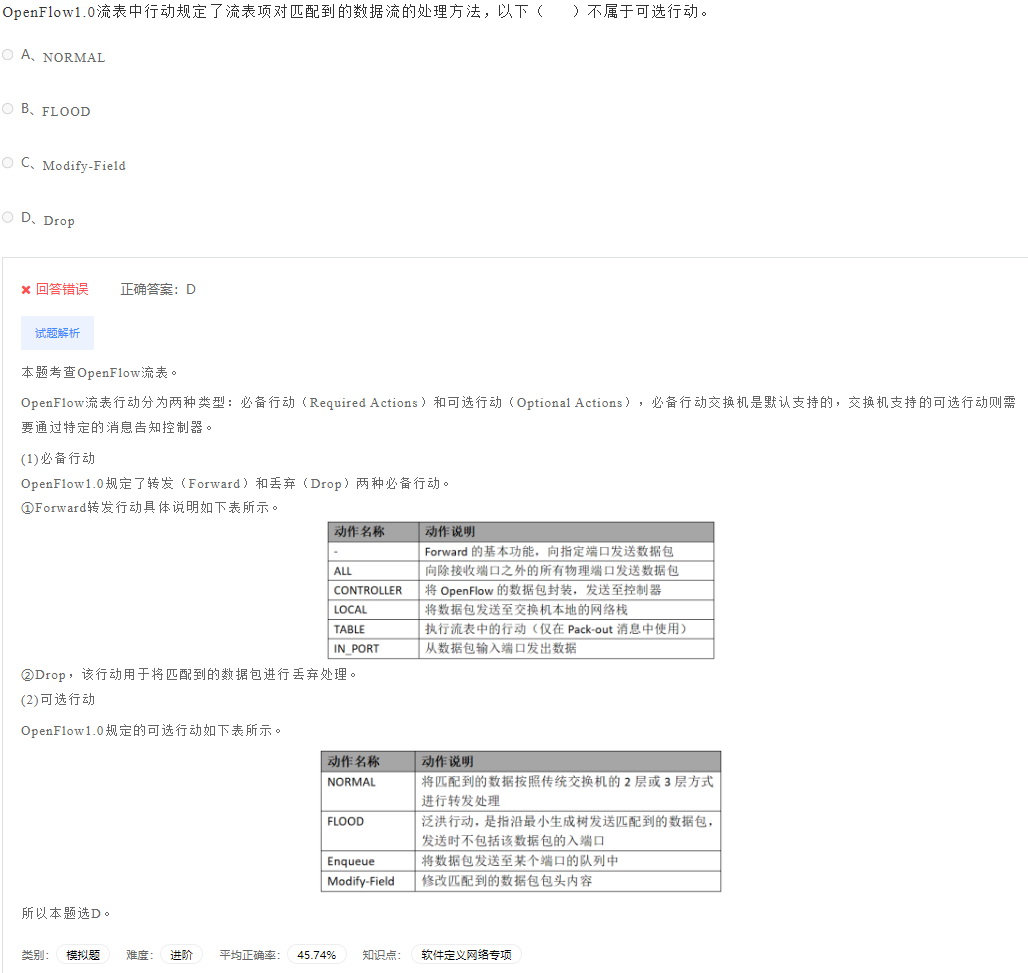 OpenFlow1.0流表中行动规定了流表项对匹配到的数据流的处理方法，以下（　　）不属于可选行动。
A、NORMAL
B、FLOOD
C、Modify-Field
D、Drop
✖ 回答错误 正确答案：D
试题解析
本题考查OpenFlow流表。
OpenFlow流表行动分为两种类型：必备行动（Required Actions）和可选行动（Optional Actions），必备行动交换机是默认支持的，交换机支持的可选行动则需
要通过特定的消息告知控制器。
(1)必备行动
OpenFlow1.0规定了转发（Forward）和丢弃（Drop）两种必备行动。
①Forward转发行动具体说明如下表所示。
动作名称 动作说明
- Forward 的基本功能，向指定端口发送数据包
ALL 向除接收端口之外的所有物理端口发送数据包
CONTROLLER 将 OpenFlow 的数据包封装，发送至控制器
LOCAL 将数据包发送至交换机本地的网络栈
TABLE 执行流表中的行动（仅在 Pack-out 消息中使用）
IN_PORT 从数据包输入端口发出数据
②Drop，该行动用于将匹配到的数据包进行丢弃处理。
(2)可选行动
OpenFlow1.0规定的可选行动如下表所示。
动作名称 动作说明
NORMAL 将匹配到的数据按照传统交换机的 2 层或 3 层方式
进行转发处理
FLOOD 泛洪行动，是指沿最小生成树发送匹配到的数据包，
发送时不包括该数据包的入端口
Enqueue 将数据包发送至某个端口的队列中
Modify-Field 修改匹配到的数据包包头内容
所以本题选D。
类别： 模拟题 难度： 进阶 平均正确率： 45.74% 知识点： 软件定义网络专项